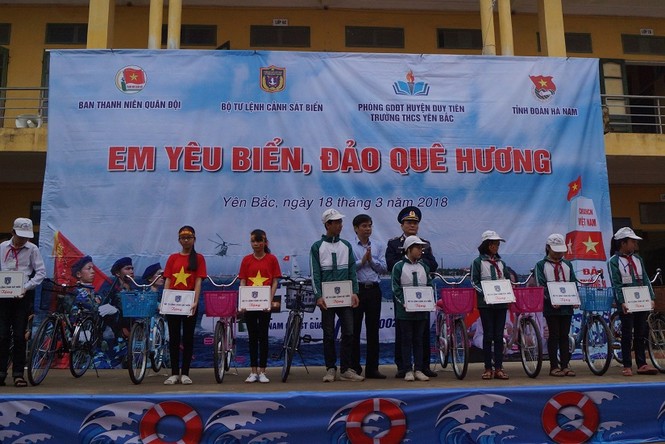 BAN THANH NIÊN QUÂN ĐỘI
BỘ TƯ LỆNH CẢNH SÁT BIỂN
PHÒNG GDĐT HUYỆN DUY TIÊN
TRƯỜNG THCS YÊN BẮC
TỈNH ĐOÀN HÀ NAM
EM YÊU BIỂN, ĐẢO QUÊ HƯƠNG
Yên Bắc, ngày 18 tháng 3 năm 2018
VIỆT NAM